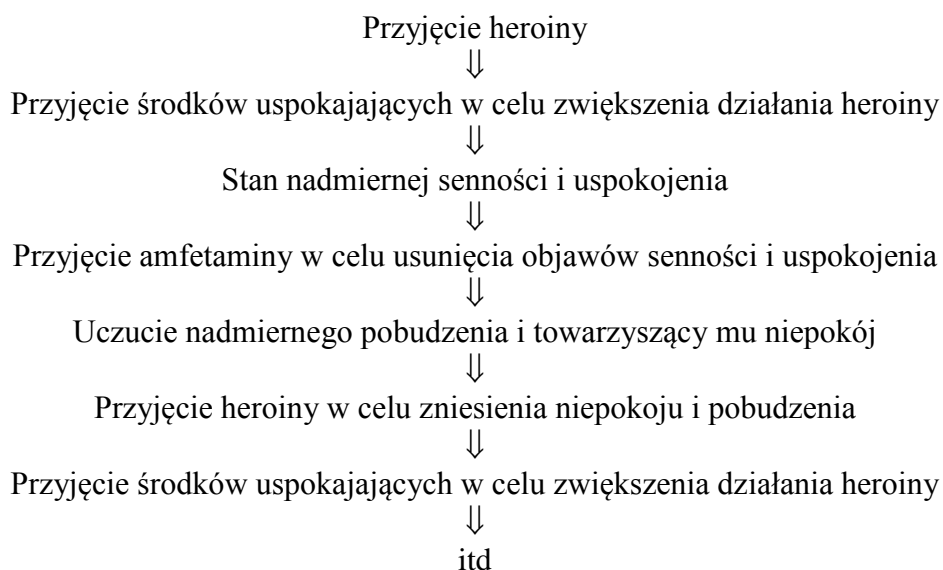 Przyjęcie heroiny
⇓
Przyjęcie środków uspokajających w celu zwiększenia działania heroiny
⇓
Stan nadmiernej senności i uspokojenia
⇓
Przyjęcie amfetaminy w celu usunięcia objawów senności i uspokojenia
⇓
Uczucie nadmiernego pobudzenia i towarzyszący mu niepokój
⇓
Przyjęcie heroiny w celu zniesienia niepokoju i pobudzenia
⇓
Przyjęcie środków uspokajających w celu zwiększenia działania heroiny
⇓
itd